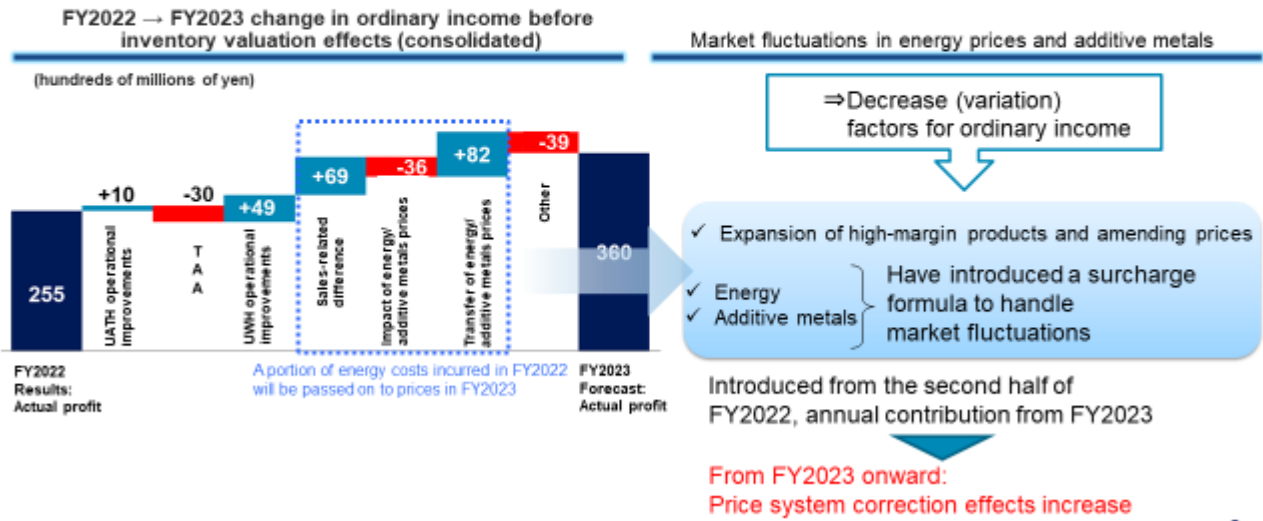 FY2022 → FY2023 change in ordinary income before
inventory valuation effects (consolidated)
(hundreds of millions of yen)
255
+10
-30
+49
+69
-36
+82
-39
360
UATH operational
improvements
T
A
A
UWH operational
improvements
Sales-related
difference
Impact of energy/
additive metals prices
Transfer of energy/
additive metals prices
Other
FY2022
Results:
Actual profit
A portion of energy costs incurred in FY2022
will be passed on to prices in FY2023
FY2023
Forecast:
Actual profit
Market fluctuations in energy prices and additive metals
⇒Decrease (variation)
factors for ordinary income
✓ Expansion of high-margin products and amending prices
✓ Energy
✓ Additive metals
Have introduced a surcharge
formula to handle
market fluctuations
Introduced from the second half of
FY2022, annual contribution from FY2023
From FY2023 onward:
Price system correction effects increase